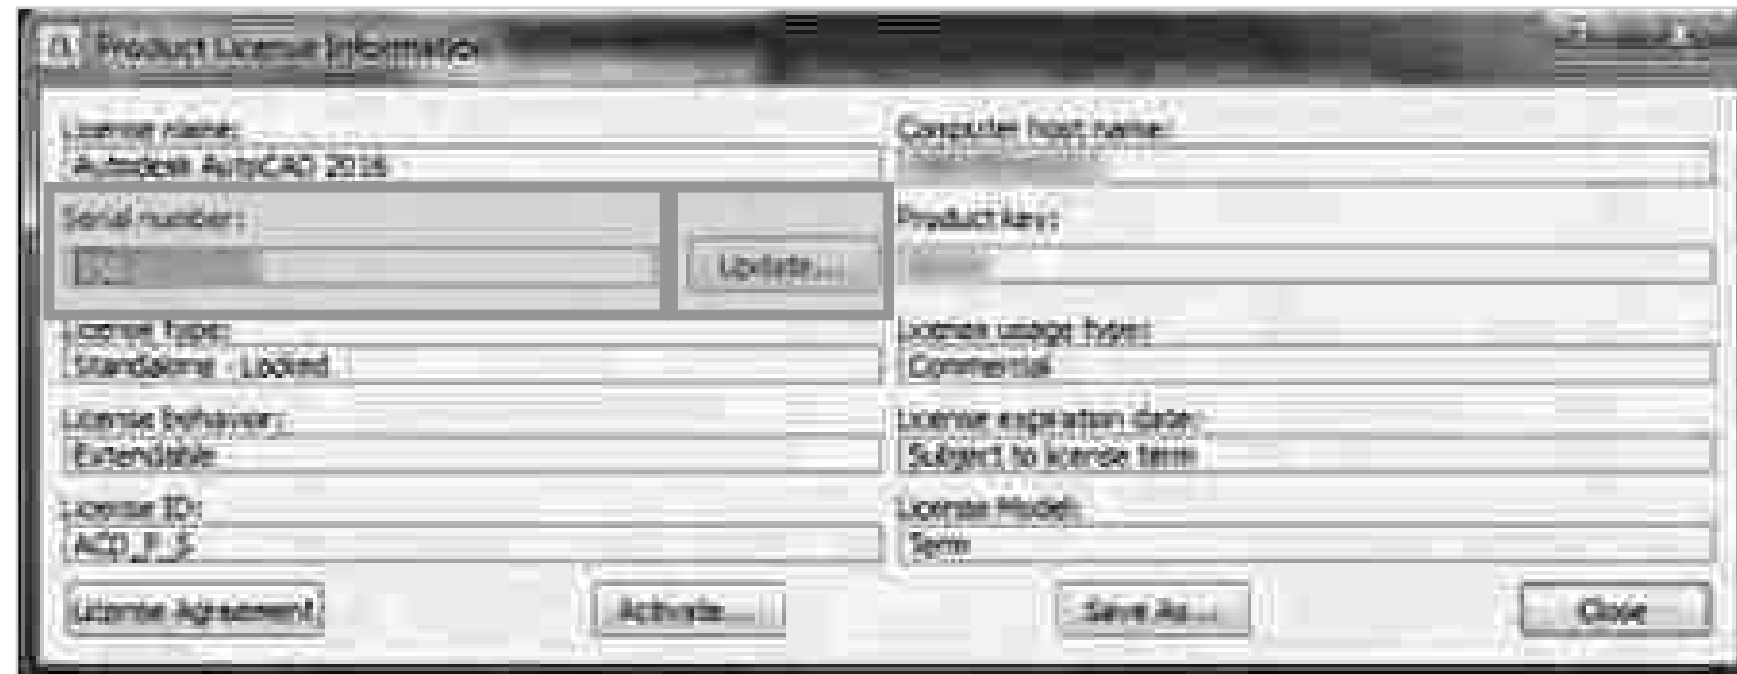 Product License Information
License name:
Autodesk AutoCAD 2016
Computer host name:
Serial number:
Update...
Product key:
License type:
Standalone - Locked
License usage type:
Commercial
License behavior:
Extendable
License expiration date:
Subject to license term
License ID:
ACD_F_S
License Model:
Term
License Agreement
Activate...
Save As...
Close